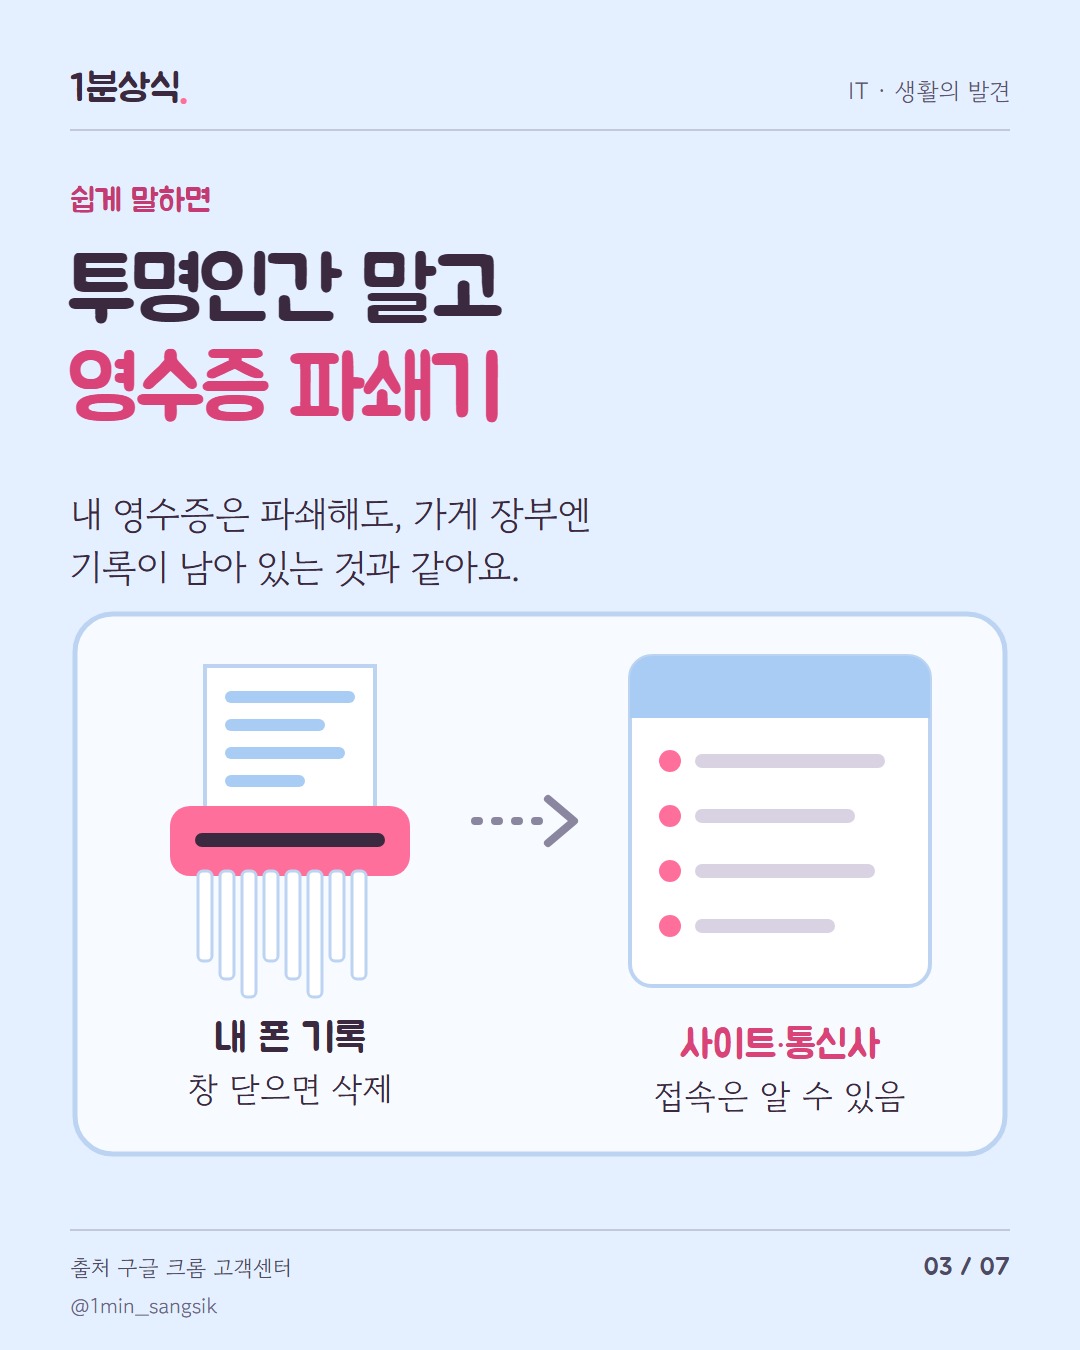 1분상식.
IT · 생활의 발견
쉽게 말하면
투명인간 말고
영수증 파쇄기
내 영수증은 파쇄해도, 가게 장부엔
기록이 남아 있는 것과 같아요.
내 폰 기록
창 닫으면 삭제
사이트·통신사
접속은 알 수 있음
출처 구글 크롬 고객센터
03 / 07
@1min_sangsik